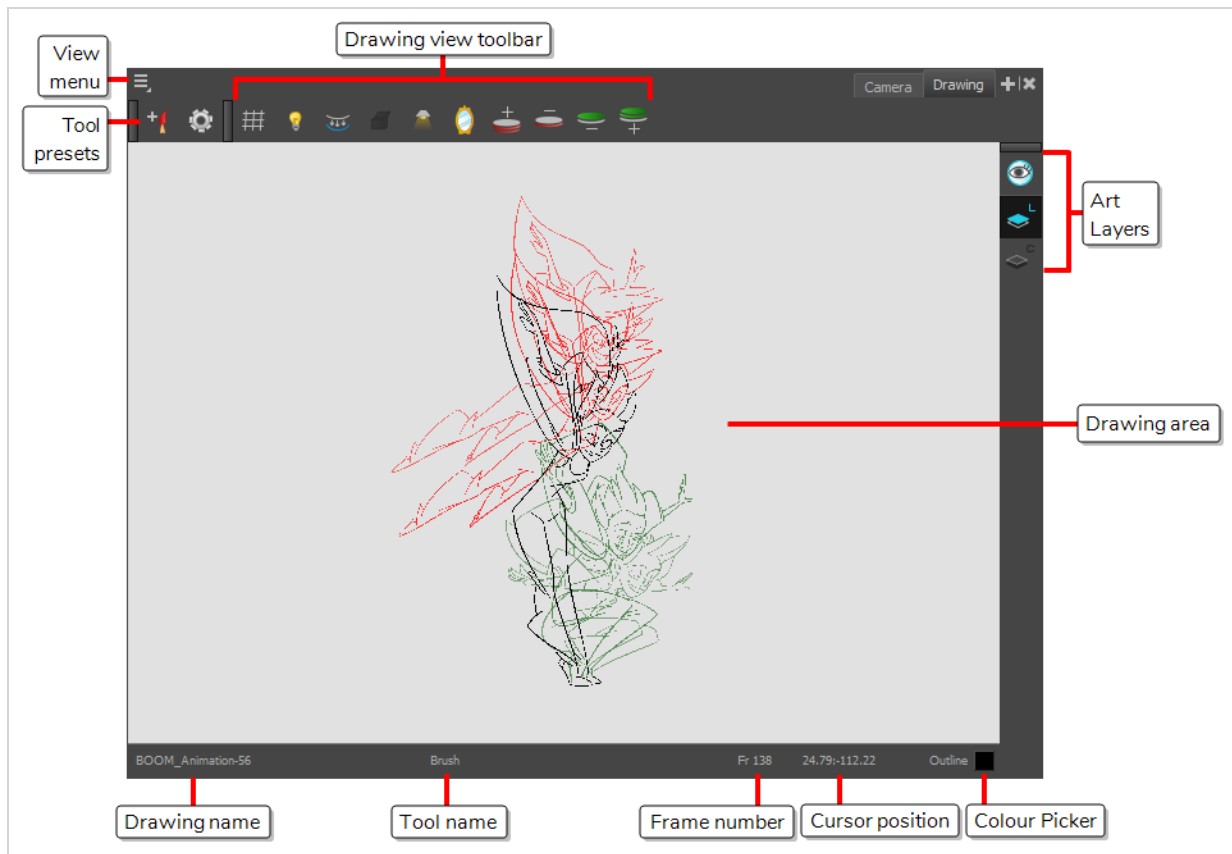 Drawing view toolbar
View
menu
Camera
Drawing
Tool
presets
L
Art
Layers
C
Drawing area
BOOM_Animation-56
Brush
Fr 138
24.79:-112.22
Outline
Drawing name
Tool name
Frame number
Cursor position
Colour Picker